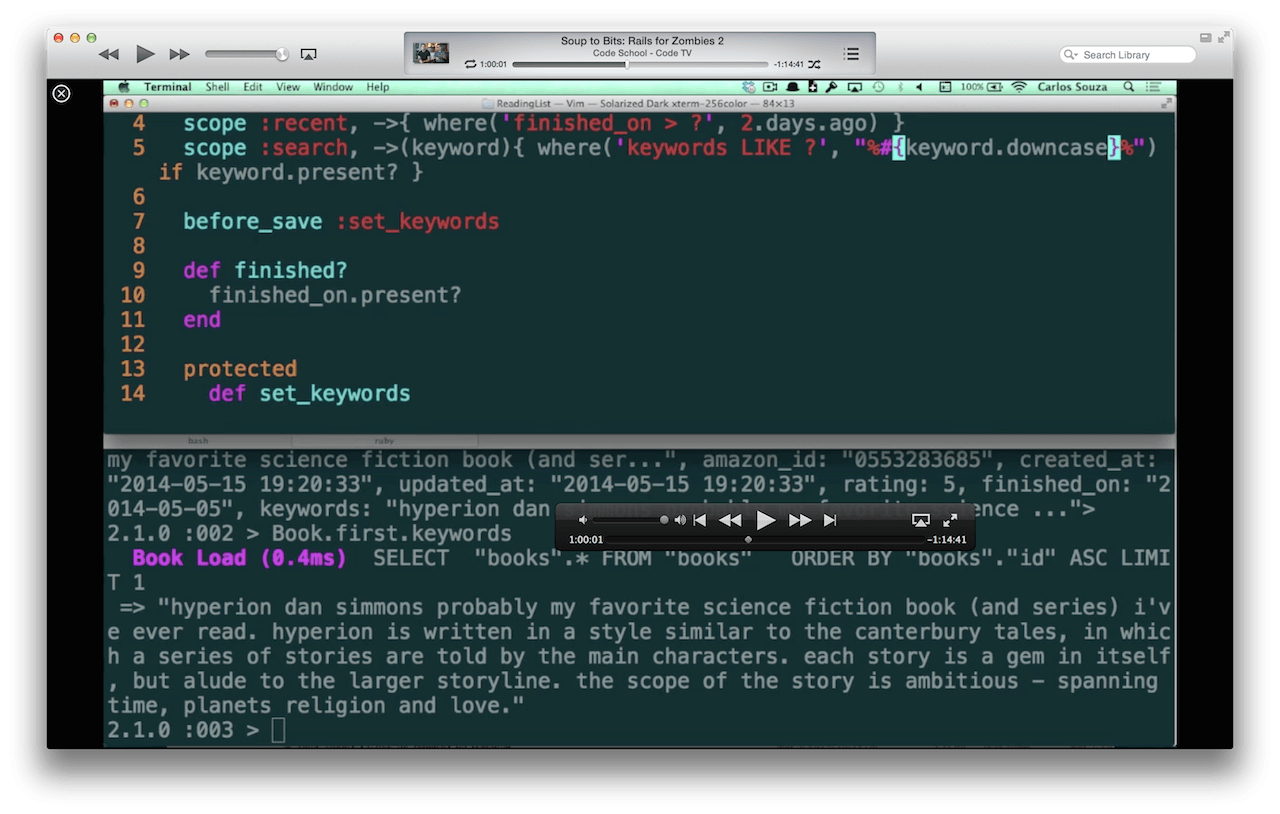 Soup to Bits: Rails for Zombies 2
Code School - Code TV
1:00:01
-1:14:41
Search Library
Terminal Shell Edit View Window Help 100% Carlos Souza
ReadingList — Vim — Solarized Dark xterm-256color — 84×13
4 scope :recent, ->{ where('finished_on > ?', 2.days.ago) }
5 scope :search, ->(keyword){ where('keywords LIKE ?', "%#{keyword.downcase}%")
if keyword.present? }
6
7 before_save :set_keywords
8
9 def finished?
10 finished_on.present?
11 end
12
13 protected
14 def set_keywords
bash ruby
my favorite science fiction book (and ser...", amazon_id: "0553283685", created_at:
"2014-05-15 19:20:33", updated_at: "2014-05-15 19:20:33", rating: 5, finished_on: "2
014-05-05", keywords: "hyperion dan ence ...">
2.1.0 :002 > Book.first.keywords
1:00:01 -1:14:41
Book Load (0.4ms) SELECT "books".* FROM "books" ORDER BY "books"."id" ASC LIMI
T 1
=> "hyperion dan simmons probably my favorite science fiction book (and series) i'v
e ever read. hyperion is written in a style similar to the canterbury tales, in whic
h a series of stories are told by the main characters. each story is a gem in itself
, but alude to the larger storyline. the scope of the story is ambitious - spanning
time, planets religion and love."
2.1.0 :003 >